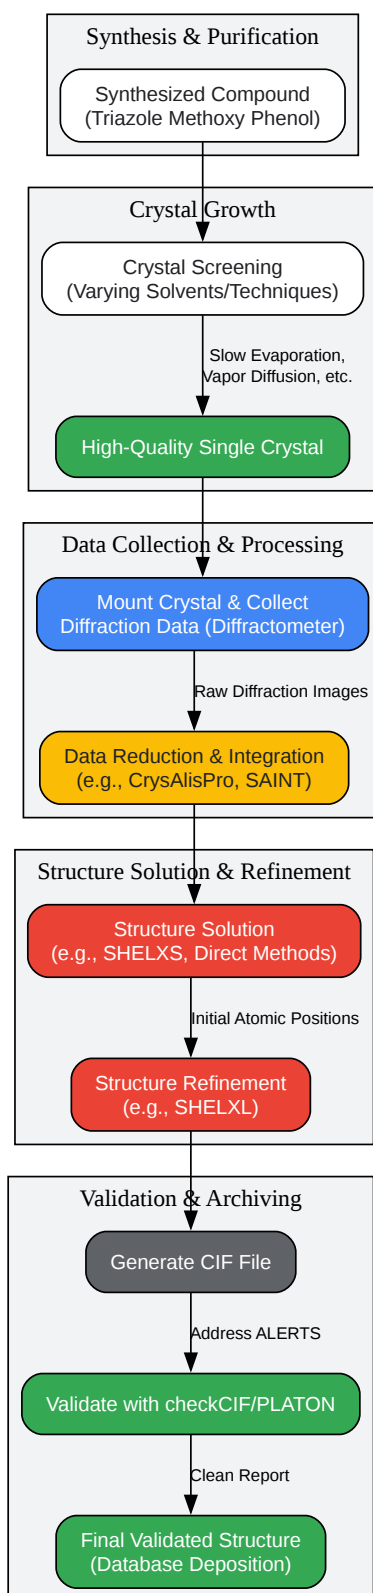 Synthesis & Purification
Synthesized Compound
(Triazole Methoxy Phenol)
Crystal Growth
Crystal Screening
(Varying Solvents/Techniques)
Slow Evaporation,
Vapor Diffusion, etc.
High-Quality Single Crystal
Data Collection & Processing
Mount Crystal & Collect
Diffraction Data (Diffractometer)
Raw Diffraction Images
Data Reduction & Integration
(e.g., CrysAlisPro, SAINT)
Structure Solution & Refinement
Structure Solution
(e.g., SHELXS, Direct Methods)
Initial Atomic Positions
Structure Refinement
(e.g., SHELXL)
Validation & Archiving
Generate CIF File
Address ALERTS
Validate with checkCIF/PLATON
Clean Report
Final Validated Structure
(Database Deposition)